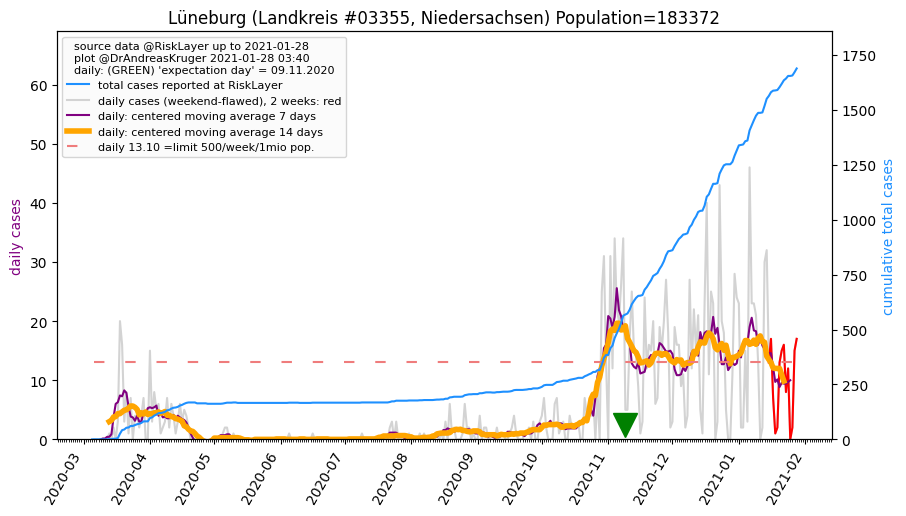 Lüneburg (Landkreis #03355, Niedersachsen) Population=183372
source data @RiskLayer up to 2021-01-28
plot @DrAndreasKruger 2021-01-28 03:40
daily: (GREEN) 'expectation day' = 09.11.2020
total cases reported at RiskLayer
daily cases (weekend-flawed), 2 weeks: red
daily: centered moving average 7 days
daily: centered moving average 14 days
daily 13.10 =limit 500/week/1mio pop.
daily cases
60
50
40
30
20
10
0
cumulative total cases
1750
1500
1250
1000
750
500
250
0
2020-03
2020-04
2020-05
2020-06
2020-07
2020-08
2020-09
2020-10
2020-11
2020-12
2021-01
2021-02